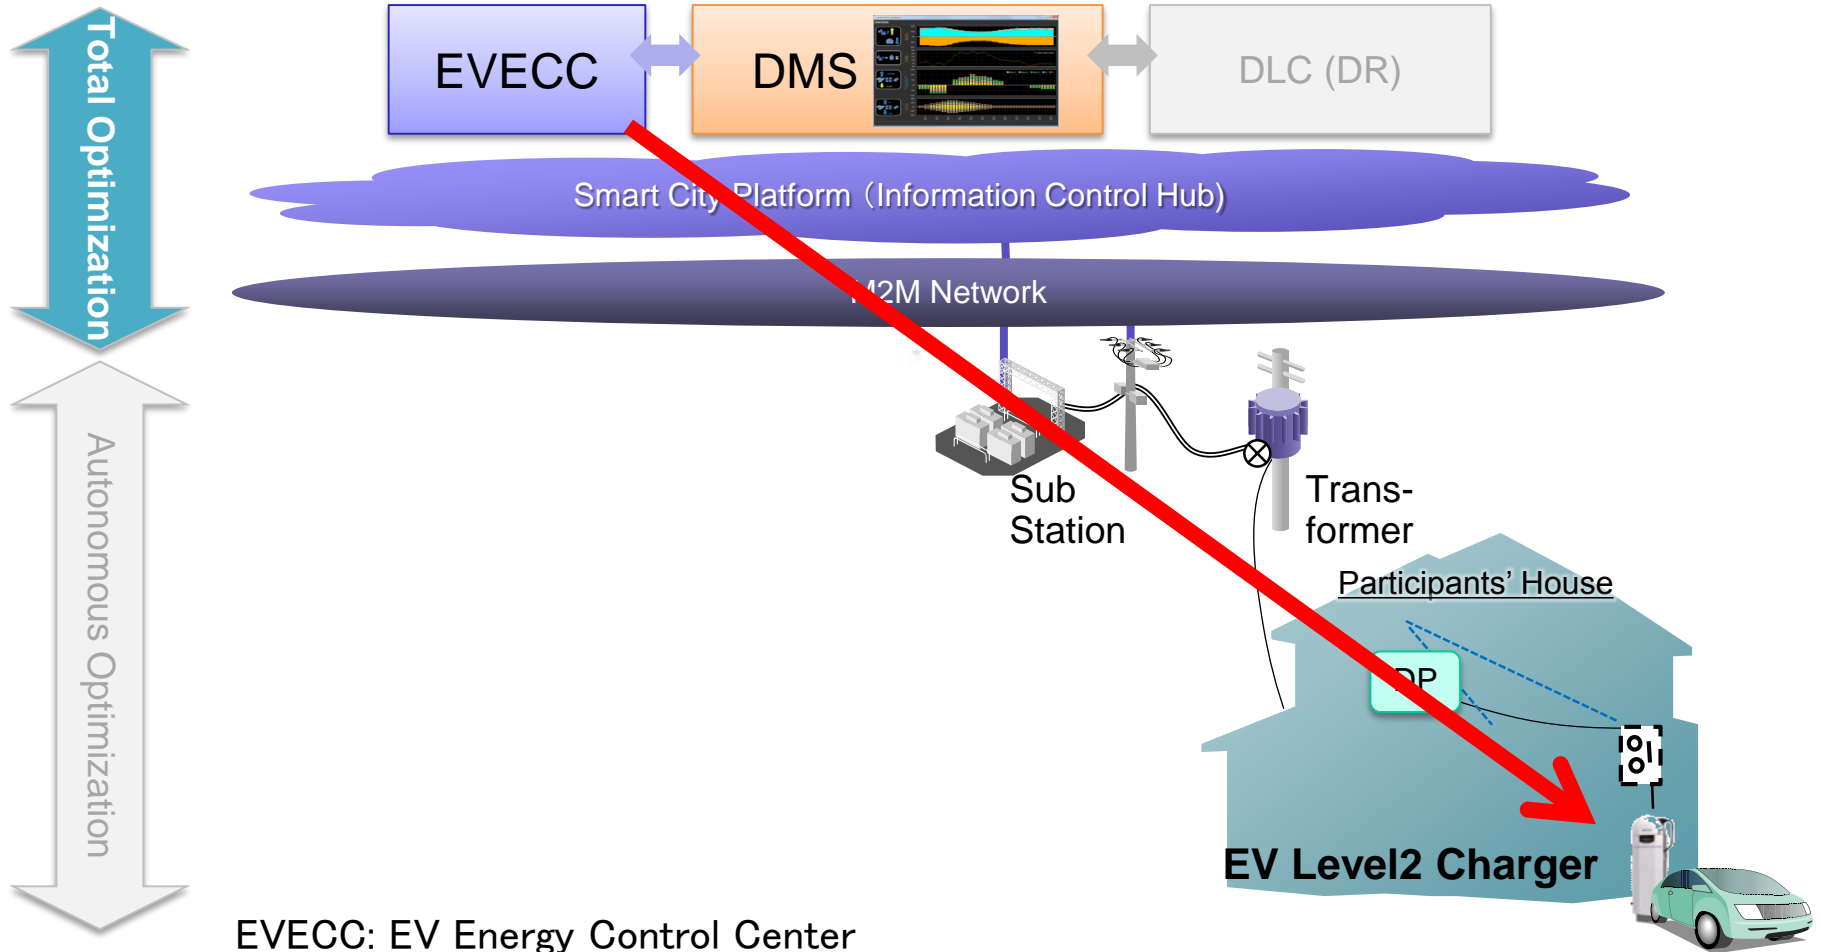 Total Optimization
EVECC
DMS
DLC (DR)
Smart City Platform （Information Control Hub)
M2M Network
Autonomous Optimization
Sub
Station
Trans-
former
Participants’ House
DP
EV Level2 Charger
EVECC: EV Energy Control Center